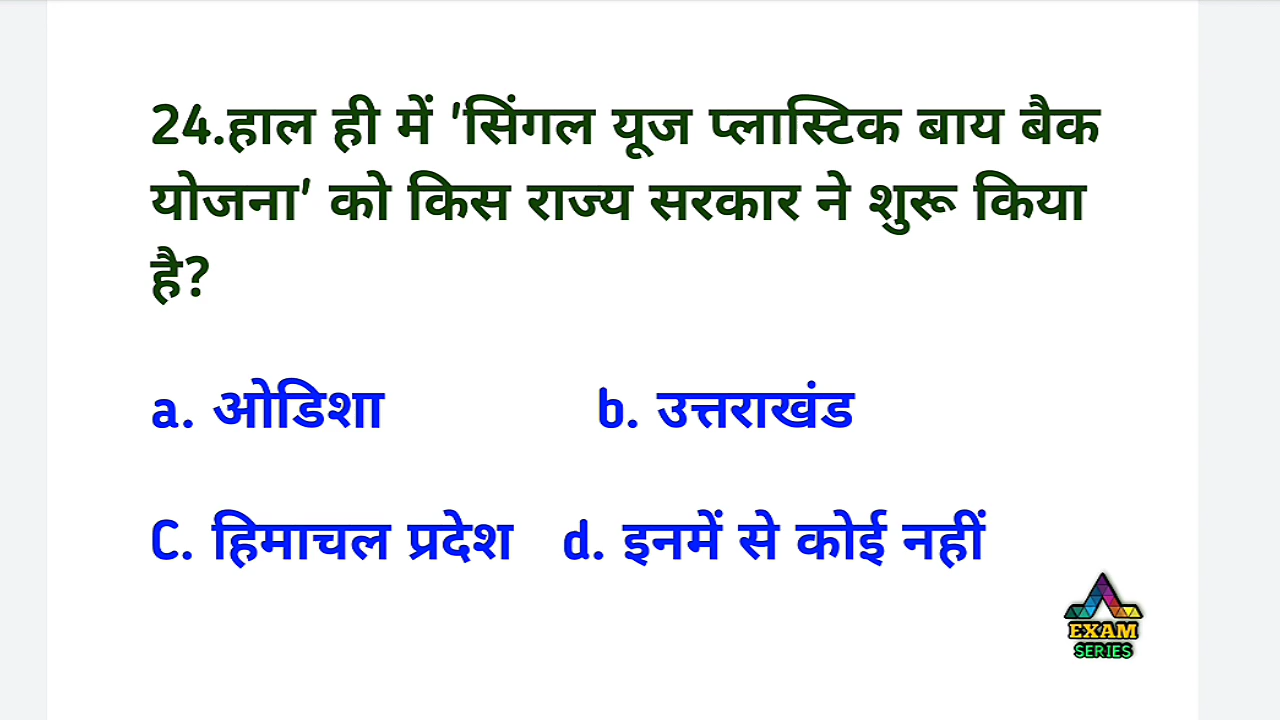 24.हाल ही में 'सिंगल यूज प्लास्टिक बाय बैक
योजना' को किस राज्य सरकार ने शुरू किया
है?
a. ओडिशा b. उत्तराखंड
C. हिमाचल प्रदेश d. इनमें से कोई नहीं
EXAM
SERIES